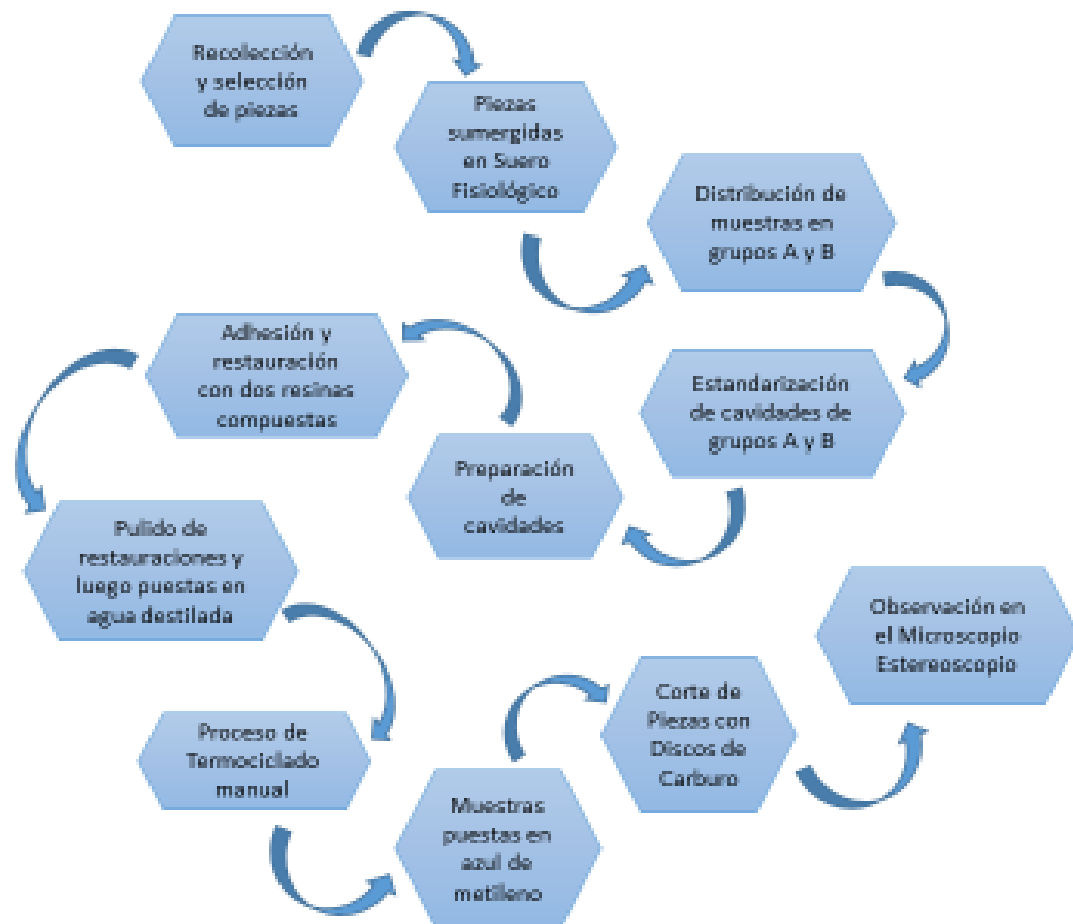 Recolección
y selección
de piezas
Piezas
sumergidas
en Suero
Fisiológico
Distribución de
muestras en
grupos A y B
Estandarización
de cavidades de
grupos A y B
Preparación
de
cavidades
Adhesión y
restauración
con dos resinas
compuestas
Pulido de
restauraciones y
luego puestas en
agua destilada
Proceso de
Termociclado
manual
Muestras
puestas en
azul de
metileno
Corte de
Piezas con
Discos de
Carburo
Observación en
el Microscopio
Estereoscopio